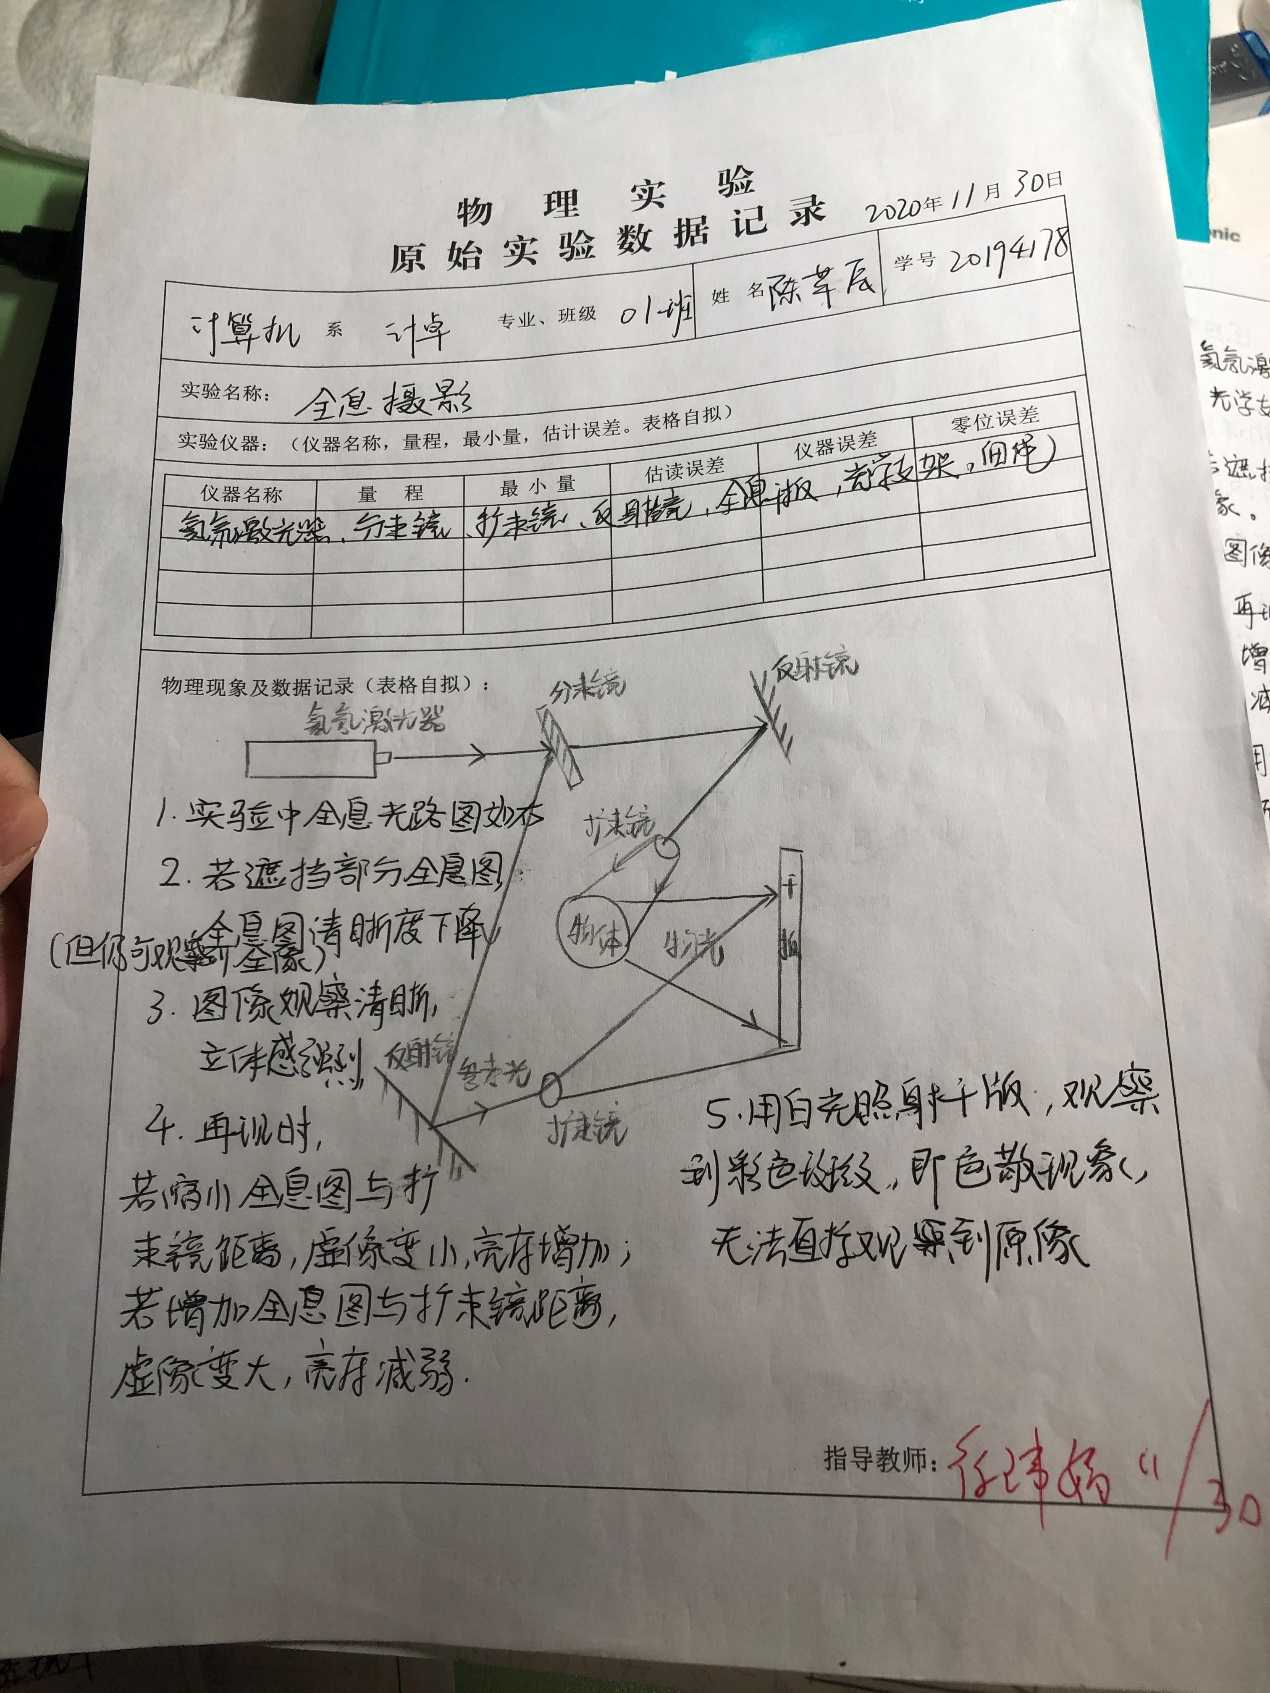 物 理 实 验
原始实验数据记录
2020年 11月 30日
计算机 系 计卓 专业、班级 01班 姓 名 陈苇辰 学号 20194178
实验名称： 全息摄影
实验仪器：（仪器名称，量程，最小量，估计误差。表格自拟）
仪器名称 量 程 最 小 量 估读误差 仪器误差 零位误差
氦氖激光器、分束镜、扩束镜、反射镜，全息干板，光学支架，
物理现象及数据记录（表格自拟）：
氦氖激光器 分束镜 反射镜
1. 实验中全息光路图如右
扩束镜
2. 若遮挡部分全息图
全息图清晰度下降
(但仍可观察全像)
物体 物光 干板
3. 图像观察清晰，
立体感强烈
反射镜 参考光 扩束镜
4. 再现时，
若缩小全息图与扩
束镜距离，虚像变小，亮度增加；
若增加全息图与扩束镜距离，
虚像变大，亮度减弱.
5. 用白光照射干版，观察
到彩色波纹，即色散现象，
无法直接观察到原像
指导教师： 11/30
nic
氦氖激